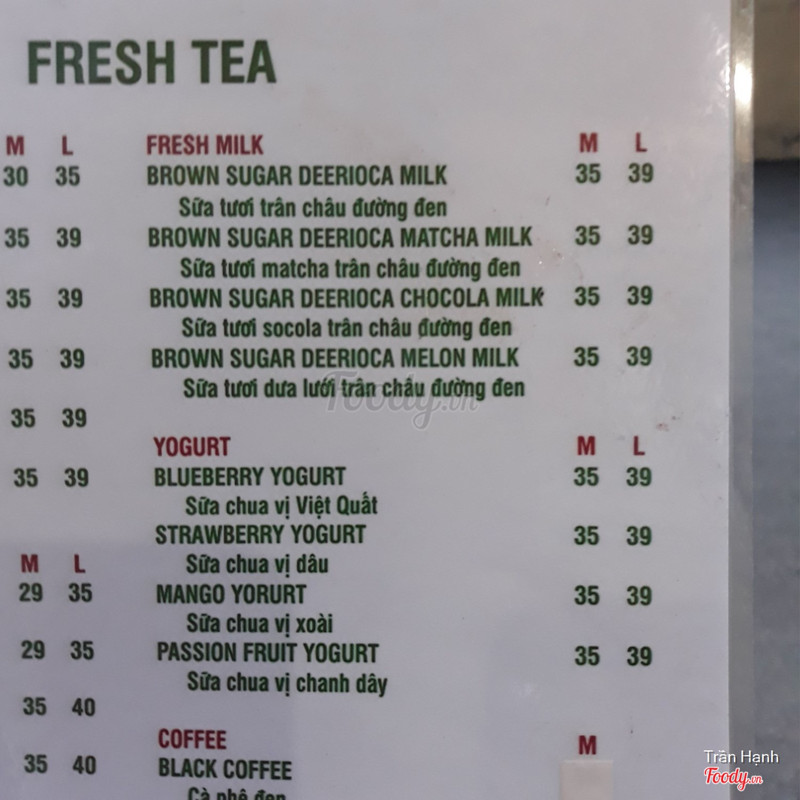 FRESH TEA
M L
30 35
35 39
35 39
35 39
35 39
35 39
M L
29 35
29 35
35 40
35 40
FRESH MILK M L
BROWN SUGAR DEERIOCA MILK 35 39
Sữa tươi trân châu đường đen
BROWN SUGAR DEERIOCA MATCHA MILK 35 39
Sữa tươi matcha trân châu đường đen
BROWN SUGAR DEERIOCA CHOCOLA MILK 35 39
Sữa tươi socola trân châu đường đen
BROWN SUGAR DEERIOCA MELON MILK 35 39
Sữa tươi dưa lưới trân châu đường đen
YOGURT M L
BLUEBERRY YOGURT 35 39
Sữa chua vị Việt Quất
STRAWBERRY YOGURT 35 39
Sữa chua vị dâu
MANGO YORURT 35 39
Sữa chua vị xoài
PASSION FRUIT YOGURT 35 39
Sữa chua vị chanh dây
COFFEE M
BLACK COFFEE
Cà phê đen
Foody.vn
Trần Hạnh
Foody.vn